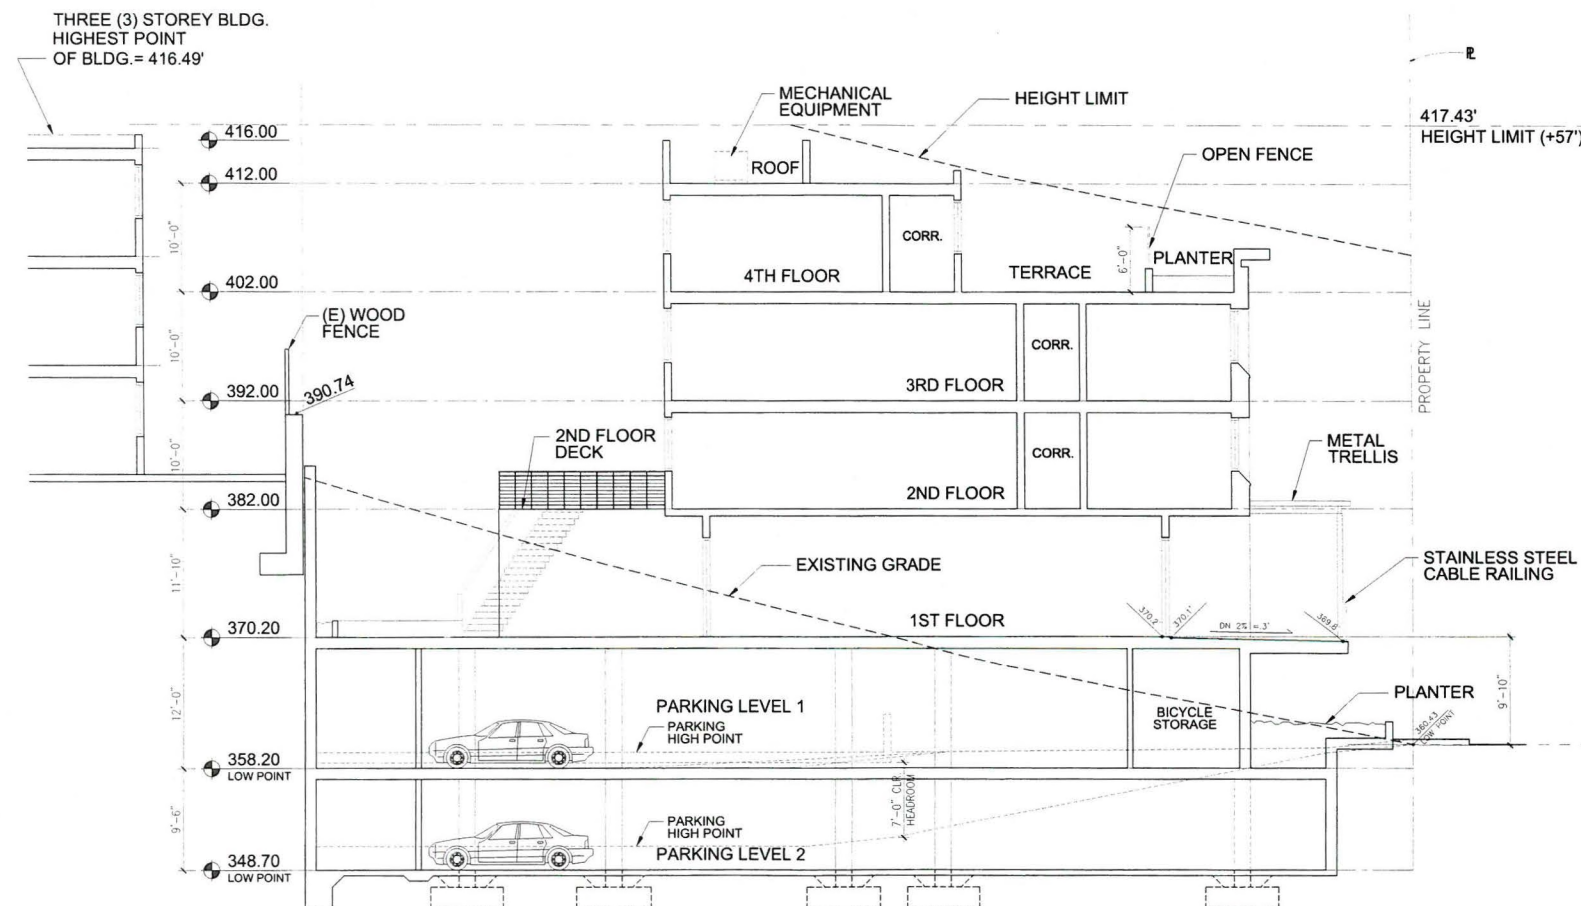 THREE (3) STOREY BLDG.
HIGHEST POINT
OF BLDG.= 416.49'
℄
MECHANICAL
EQUIPMENT
HEIGHT LIMIT
417.43'
HEIGHT LIMIT (+57')
416.00
OPEN FENCE
ROOF
412.00
10'-0"
CORR.
6'-0"
PLANTER
4TH FLOOR
TERRACE
402.00
(E) WOOD
FENCE
10'-0"
CORR.
PROPERTY LINE
3RD FLOOR
392.00
390.74
2ND FLOOR
DECK
METAL
TRELLIS
10'-0"
CORR.
2ND FLOOR
382.00
EXISTING GRADE
STAINLESS STEEL
CABLE RAILING
11'-10"
1ST FLOOR
370.2
370.1'
DN 2% =.3'
369.8
370.20
PARKING LEVEL 1
PARKING
HIGH POINT
BICYCLE
STORAGE
PLANTER
9'-10"
12'-0"
360.43
LOW POINT
358.20
LOW POINT
7'-0" CLR
HEADROOM
9'-6"
PARKING
HIGH POINT
PARKING LEVEL 2
348.70
LOW POINT